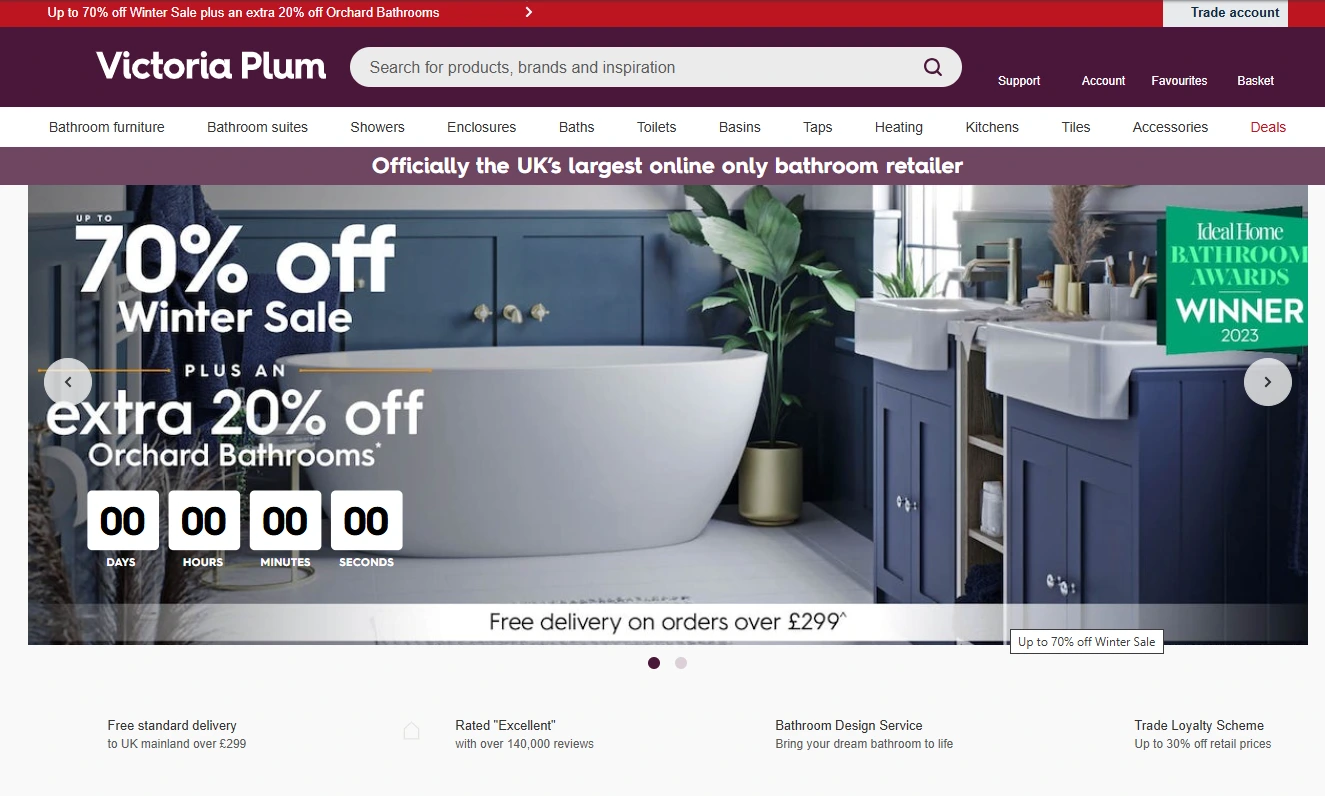 Up to 70% off Winter Sale plus an extra 20% off Orchard Bathrooms
Trade account
Victoria Plum
Search for products, brands and inspiration
Support
Account
Favourites
Basket
Bathroom furniture
Bathroom suites
Showers
Enclosures
Baths
Toilets
Basins
Taps
Heating
Kitchens
Tiles
Accessories
Deals
Officially the UK's largest online only bathroom retailer
UP TO
70% off
Winter Sale
PLUS AN
extra 20% off
Orchard Bathrooms*
00 00 00 00
DAYS HOURS MINUTES SECONDS
Ideal Home
BATHROOM
AWARDS
WINNER
2023
Free delivery on orders over £299^
Up to 70% off Winter Sale
Free standard delivery
to UK mainland over £299
Rated "Excellent"
with over 140,000 reviews
Bathroom Design Service
Bring your dream bathroom to life
Trade Loyalty Scheme
Up to 30% off retail prices